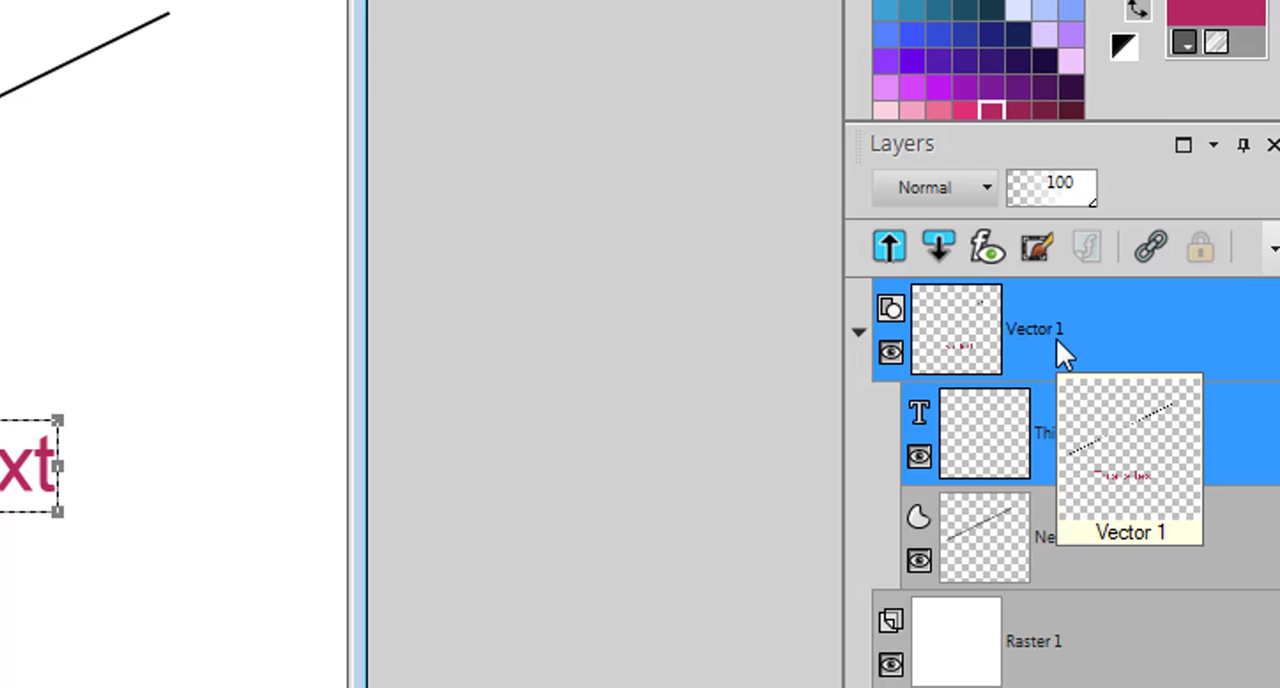 Layers
Normal
100
Vector 1
Thi
Vector 1
Ne
Raster 1
xt